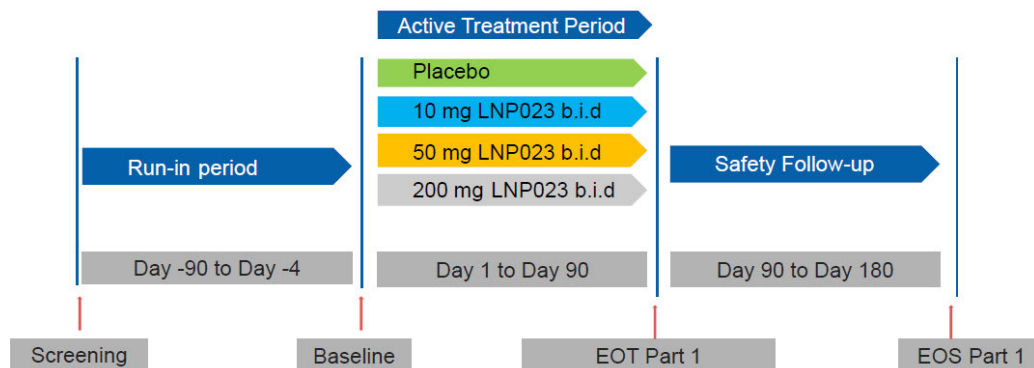 Active Treatment Period
Placebo
10 mg LNP023 b.i.d
50 mg LNP023 b.i.d
200 mg LNP023 b.i.d
Run-in period
Safety Follow-up
Day -90 to Day -4
Day 1 to Day 90
Day 90 to Day 180
Screening
Baseline
EOT Part 1
EOS Part 1